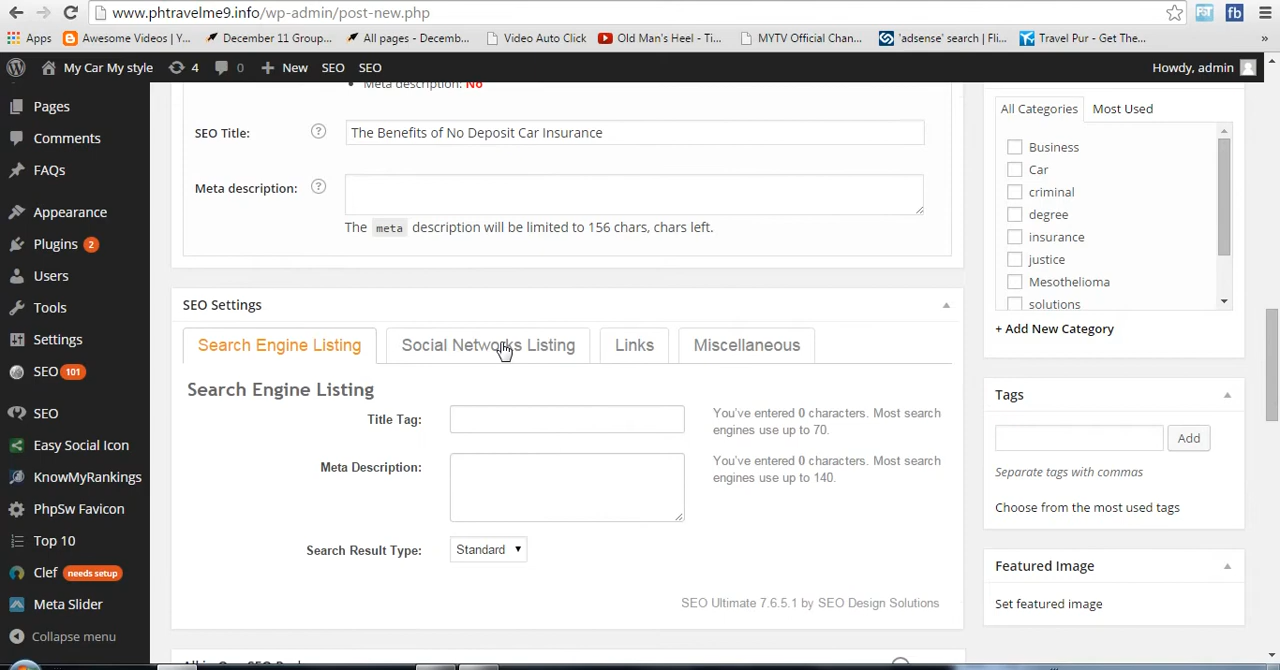 www.phtravelme9.info/wp-admin/post-new.php
Apps Awesome Videos | Y... December 11 Group... All pages - Decemb... Video Auto Click Old Man's Heel - Ti... MYTV Official Chan... 'adsense' search | Fli... Travel Pur - Get The... »
My Car My style 4 0 + New SEO SEO Howdy, admin
Pages
Comments
FAQs
Appearance
Plugins 2
Users
Tools
Settings
SEO 101
SEO
Easy Social Icon
KnowMyRankings
PhpSw Favicon
Top 10
Clef needs setup
Meta Slider
Collapse menu
Meta description: No
SEO Title: ? The Benefits of No Deposit Car Insurance
Meta description: ?
The meta description will be limited to 156 chars, chars left.
SEO Settings
Search Engine Listing Social Networks Listing Links Miscellaneous
Search Engine Listing
Title Tag:
You've entered 0 characters. Most search
engines use up to 70.
Meta Description:
You've entered 0 characters. Most search
engines use up to 140.
Search Result Type: Standard
SEO Ultimate 7.6.5.1 by SEO Design Solutions
All Categories Most Used
Business
Car
criminal
degree
insurance
justice
Mesothelioma
solutions
+ Add New Category
Tags
Add
Separate tags with commas
Choose from the most used tags
Featured Image
Set featured image